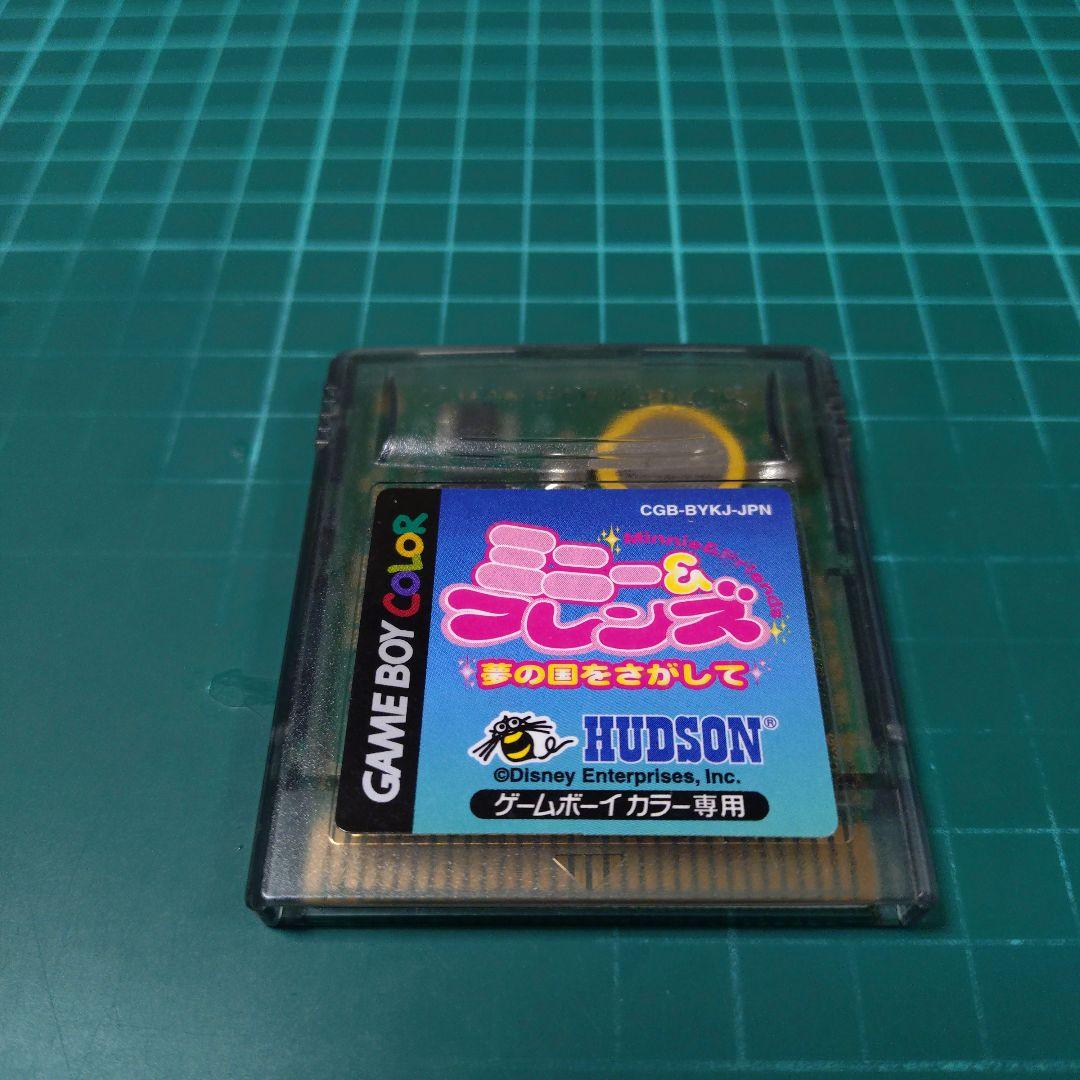 GAME BOY COLOR
CGB-BYKJ-JPN
Minnie&Friends
ミニー&
フレンズ
夢の国をさがして
HUDSON®
©Disney Enterprises, Inc.
ゲームボーイカラー専用